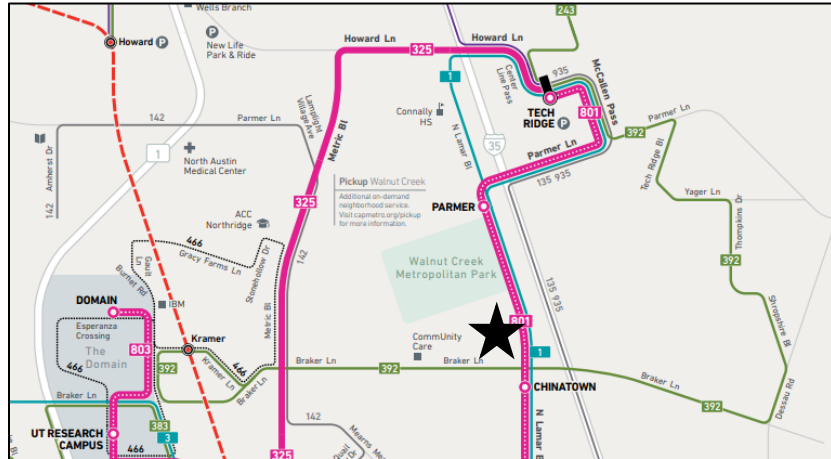 Wells Branch
Howard P
P
New Life
Park & Ride
Howard Ln
325
Howard Ln
1
243
Center
Line Pass
935
McCallen Pass
TECH
RIDGE P
801
392
Parmer Ln
Connally
HS
N Lamar Bl
35
Parmer Ln
135 935
Tech Ridge Bl
Yager Ln
Thompkins Dr
392
Shropshire Bl
Dessau Rd
142
Parmer Ln
Lamplight
Village Ave
Metric Bl
Amherst Dr
142
1
North Austin
Medical Center
ACC
Northridge
325
142
Pickup Walnut Creek
Additional on-demand
neighborhood service.
Visit capmetro.org/pickup
for more information.
PARMER
Walnut Creek
Metropolitan Park
135 935
466
Gracy Farms Ln
Stonehollow Dr
Metric Bl
Gault
Ln
Burnet Rd
IBM
DOMAIN
Esperanza
Crossing
The
Domain
803
466
Kramer
392
Kramer Ln
466
Braker Ln
Braker Ln
392
CommUnity
Care
Braker Ln
801
1
CHINATOWN
392
Braker Ln
Braker Ln
383
3
UT RESEARCH
CAMPUS
466
325
142
Mearns Me
Quail
N Lamar Bl